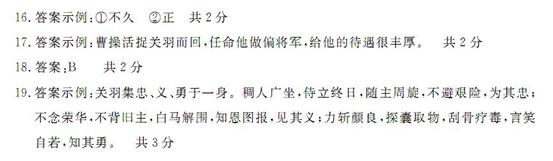 16. 答案示例:①不久 ②正 共2分
17. 答案示例:曹操活捉关羽而回,任命他做偏将军,给他的待遇很丰厚。 共2分
18. 答案:B 共2分
19. 答案示例:关羽集忠、义、勇于一身。稠人广坐,侍立终日,随主周旋,不避艰险,为其忠;
不念荣华,不背旧主,白马解围,知恩图报,见其义;力斩颜良,探囊取物,刮骨疗毒,言笑
自若,知其勇。 共3分